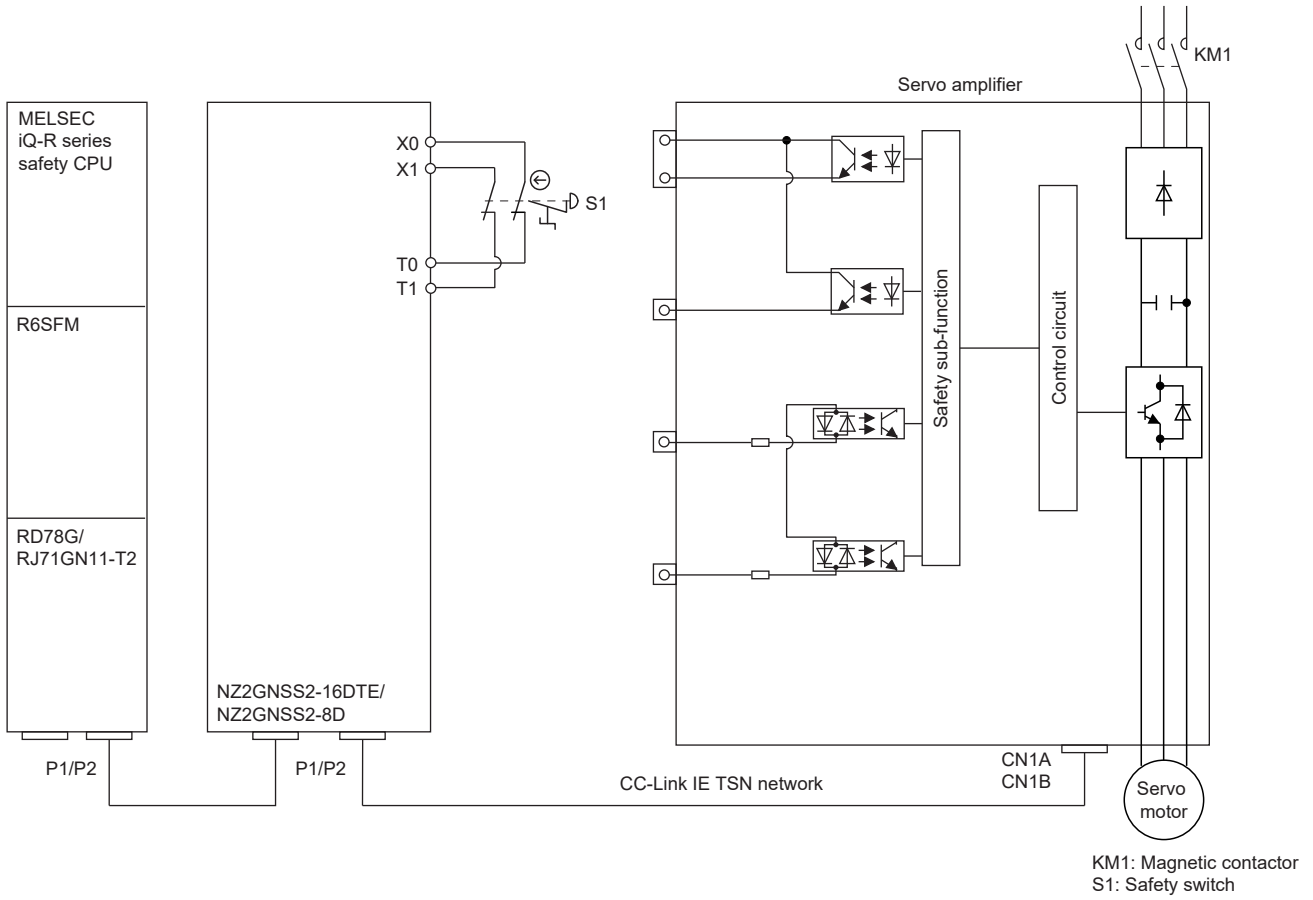 KM1
Servo amplifier
MELSEC
iQ-R series
safety CPU
R6SFM
RD78G/
RJ71GN11-T2
P1/P2
X0
X1
S1
T0
T1
NZ2GNSS2-16DTE/
NZ2GNSS2-8D
P1/P2
Safety sub-function
Control circuit
CN1A
CN1B
CC-Link IE TSN network
Servo
motor
KM1: Magnetic contactor
S1: Safety switch